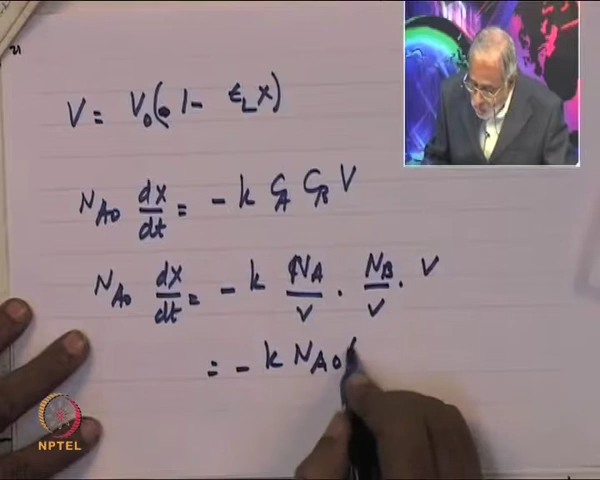 V = V₀(1 - ε_L X)
N_A0 dx/dt = - k C_A C_B V
N_A0 dx/dt = - k N_A/V . N_B/V . V
= - k N_A0 (
NPTEL